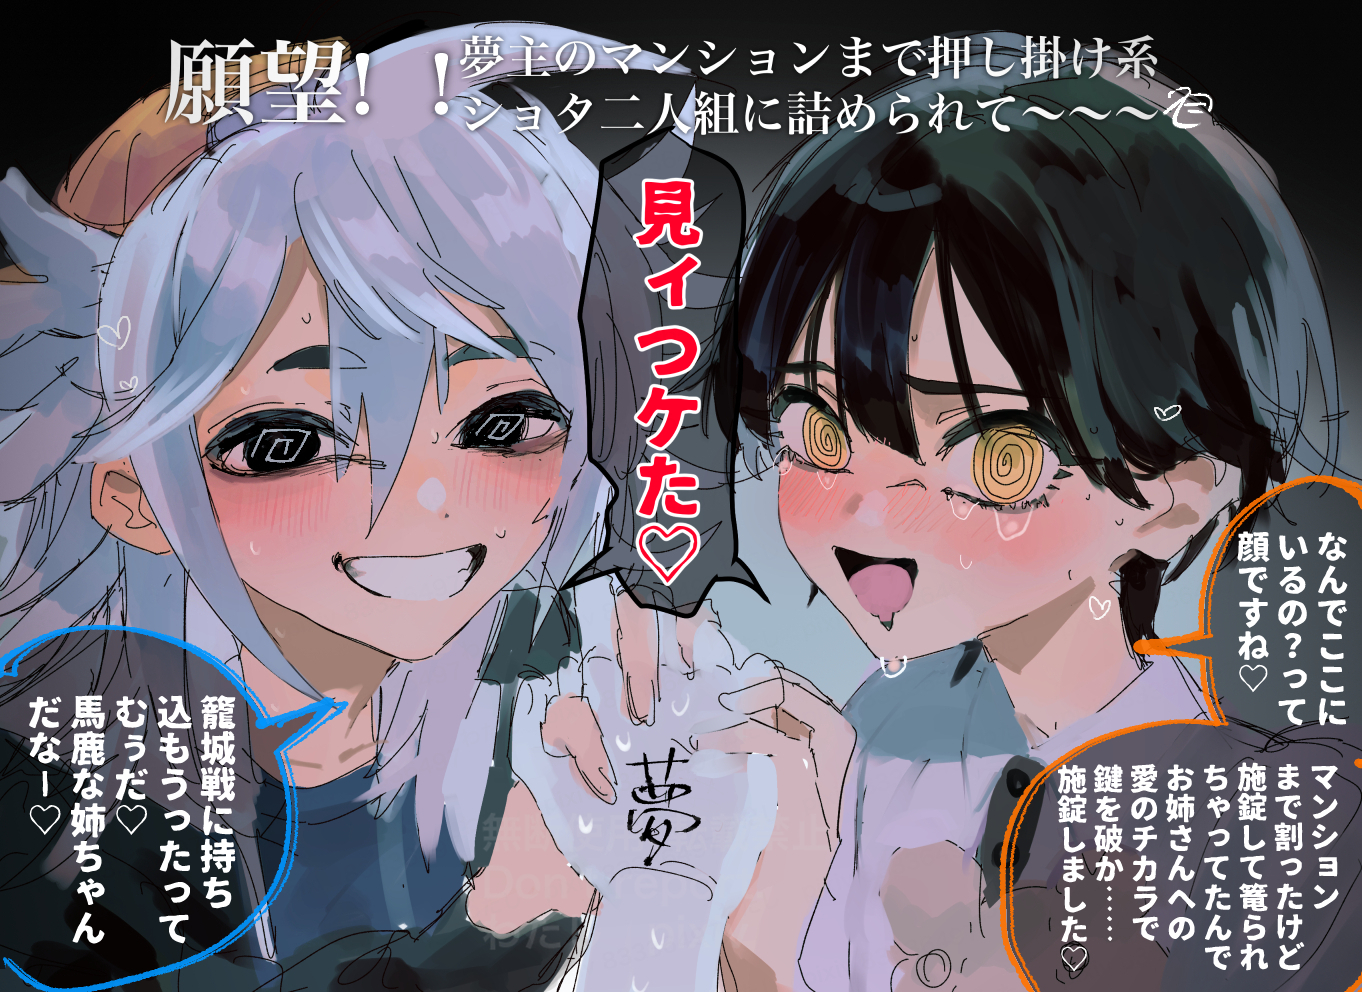 願望!!
夢主のマンションまで押し掛け系
ショタ二人組に詰められて〜〜〜
見ィつケた♡
なんでここに
いるの?って
顔ですね♡
マンション
まで割ったけど
施錠して篭られ
ちゃってたんで
お姉さんへの
愛のチカラで
鍵を破か……
施錠しました♡
籠城戦に持ち
込もうったって
むぅだ♡
馬鹿な姉ちゃん
だなー♡
夢